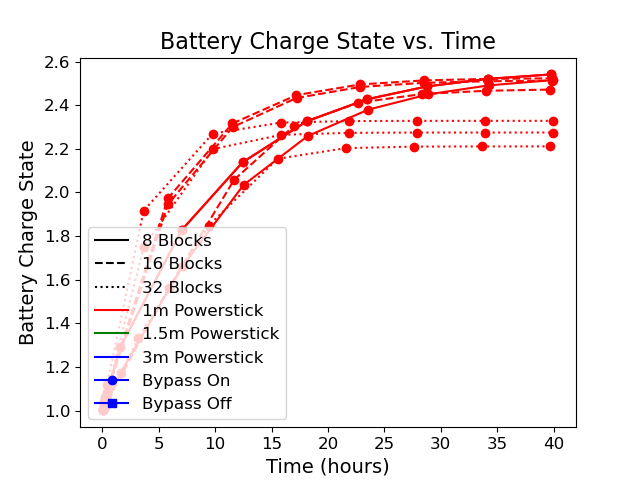 Battery Charge State vs. Time
Battery Charge State
2.6
2.4
2.2
2.0
1.8
1.6
1.4
1.2
1.0
8 Blocks
16 Blocks
32 Blocks
1m Powerstick
1.5m Powerstick
3m Powerstick
Bypass On
Bypass Off
0 5 10 15 20 25 30 35 40
Time (hours)